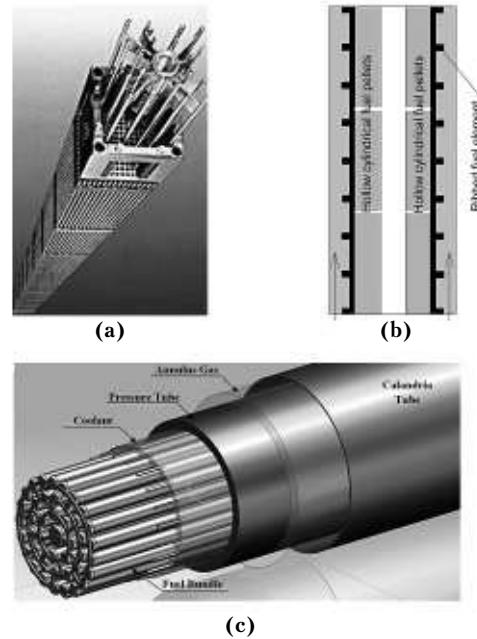 (a)
Hollow cylindrical fuel pellets
Hollow cylindrical fuel pellets
Ribbed fuel element
(b)
Annulus Gas
Pressure Tube
Coolant
Calandria
Tube
Fuel Bundle
(c)